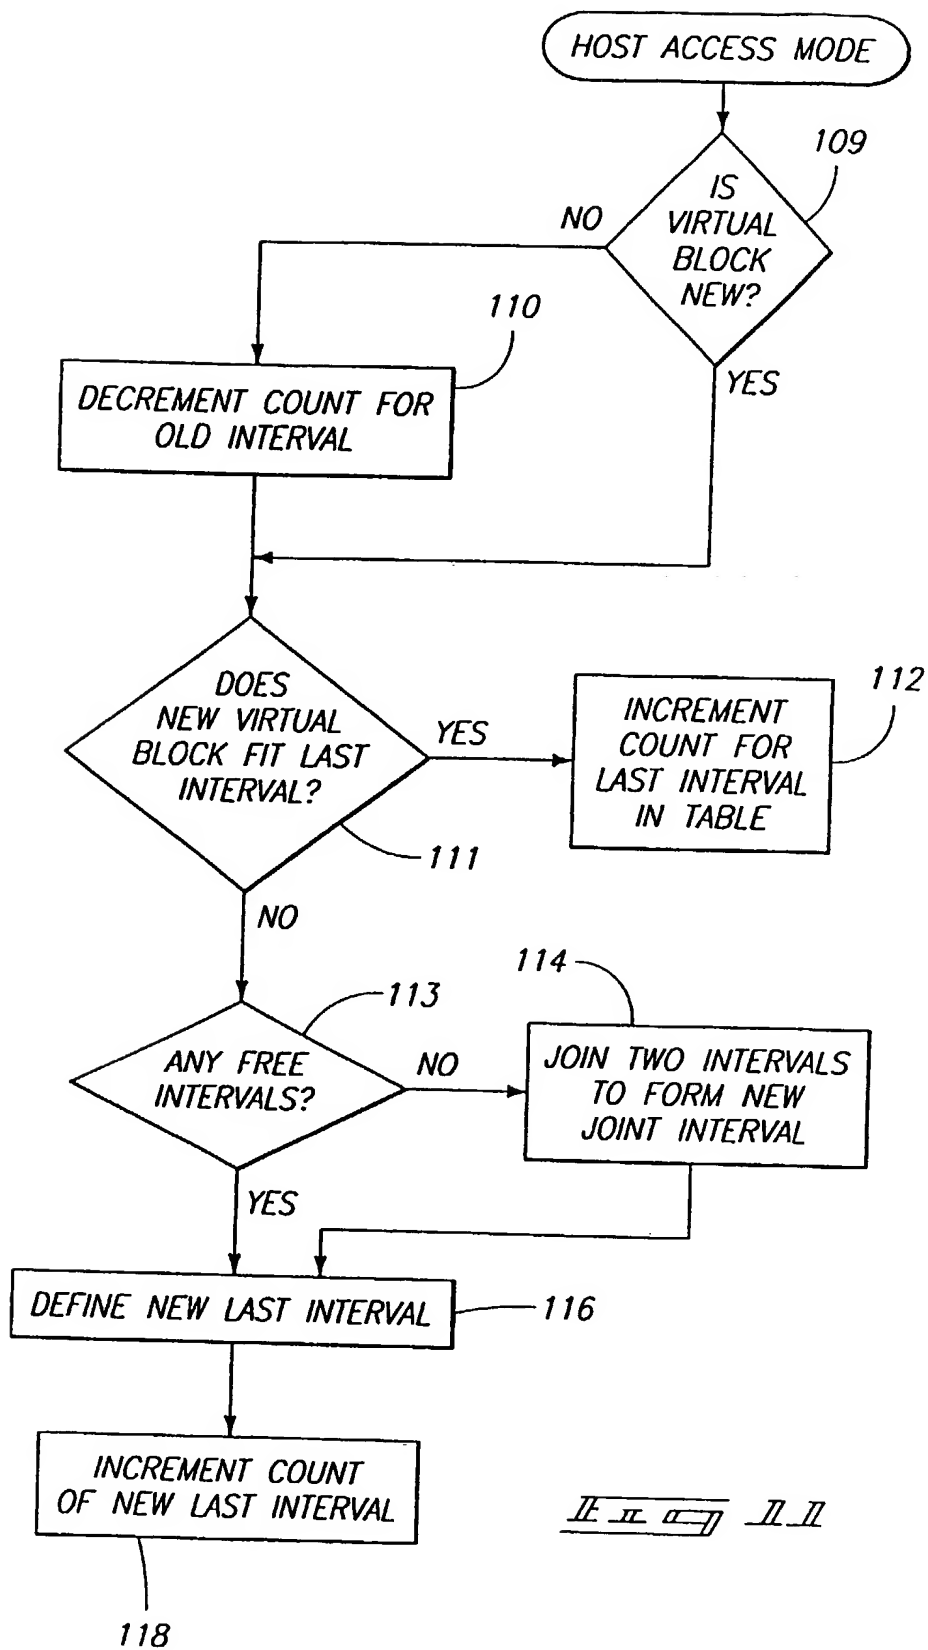 HOST ACCESS MODE
109
IS
VIRTUAL
BLOCK
NEW?
NO
YES
110
DECREMENT COUNT FOR
OLD INTERVAL
DOES
NEW VIRTUAL
BLOCK FIT LAST
INTERVAL?
YES
112
INCREMENT
COUNT FOR
LAST INTERVAL
IN TABLE
111
NO
114
113
ANY FREE
INTERVALS?
NO
JOIN TWO INTERVALS
TO FORM NEW
JOINT INTERVAL
YES
DEFINE NEW LAST INTERVAL
116
INCREMENT COUNT
OF NEW LAST INTERVAL
118
Fig 11